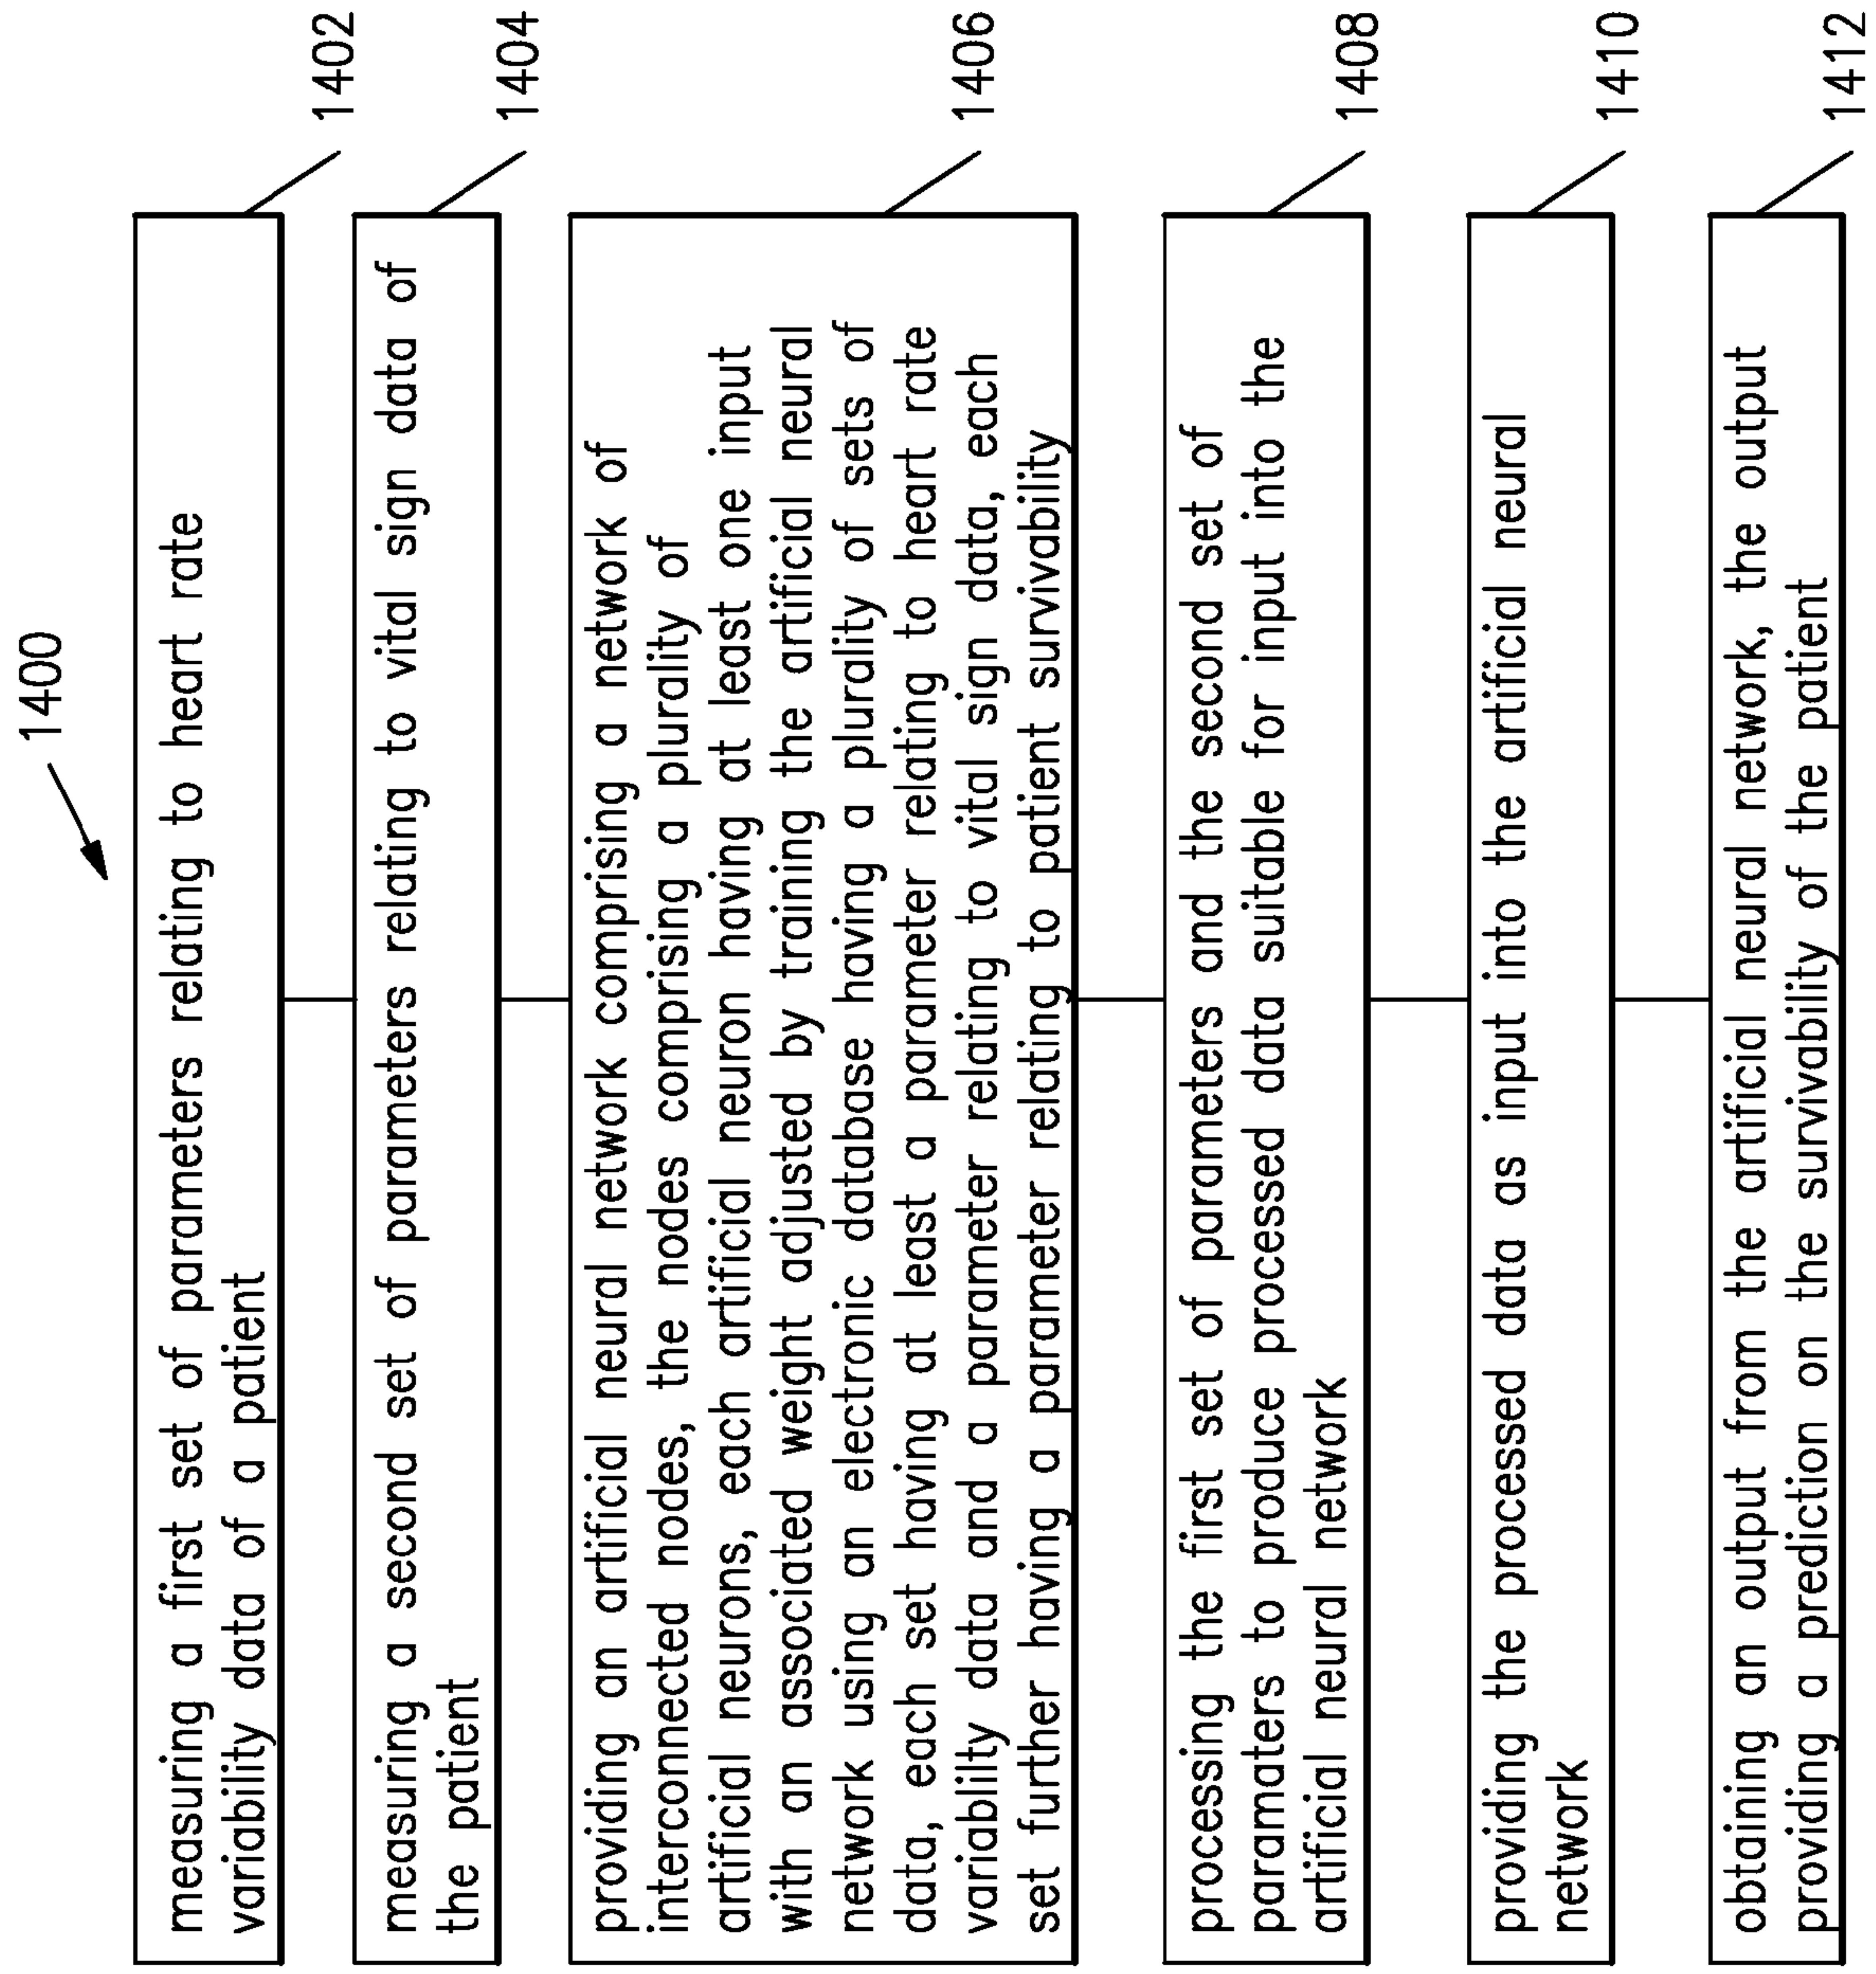 1400
measuring a first set of parameters relating to heart rate
variability data of a patient
1402
measuring a second set of parameters relating to vital sign data of
the patient
1404
providing an artificial neural network comprising a network of
interconnected nodes, the nodes comprising a plurality of
artificial neurons, each artificial neuron having at least one input
with an associated weight adjusted by training the artificial neural
network using an electronic database having a plurality of sets of
data, each set having at least a parameter relating to heart rate
variability data and a parameter relating to vital sign data, each
set further having a parameter relating to patient survivability
1406
processing the first set of parameters and the second set of
paramaters to produce processed data suitable for input into the
artificial neural network
1408
providing the processed data as input into the artificial neural
network
1410
obtaining an output from the artificial neural network, the output
providing a prediction on the survivability of the patient
1412